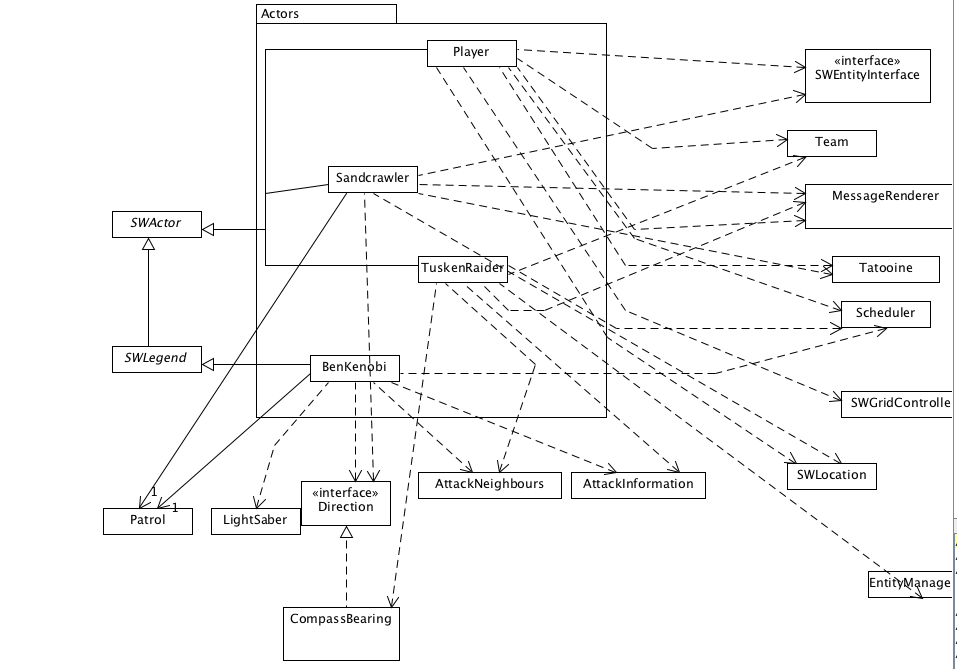 Actors
Player
«interface»
SWEntityInterface
Team
Sandcrawler
MessageRenderer
SWActor
TuskenRaider
Tatooine
Scheduler
SWLegend
BenKenobi
SWGridControlle
AttackNeighbours
AttackInformation
SWLocation
1
1
«interface»
Direction
Patrol
LightSaber
EntityManage
CompassBearing